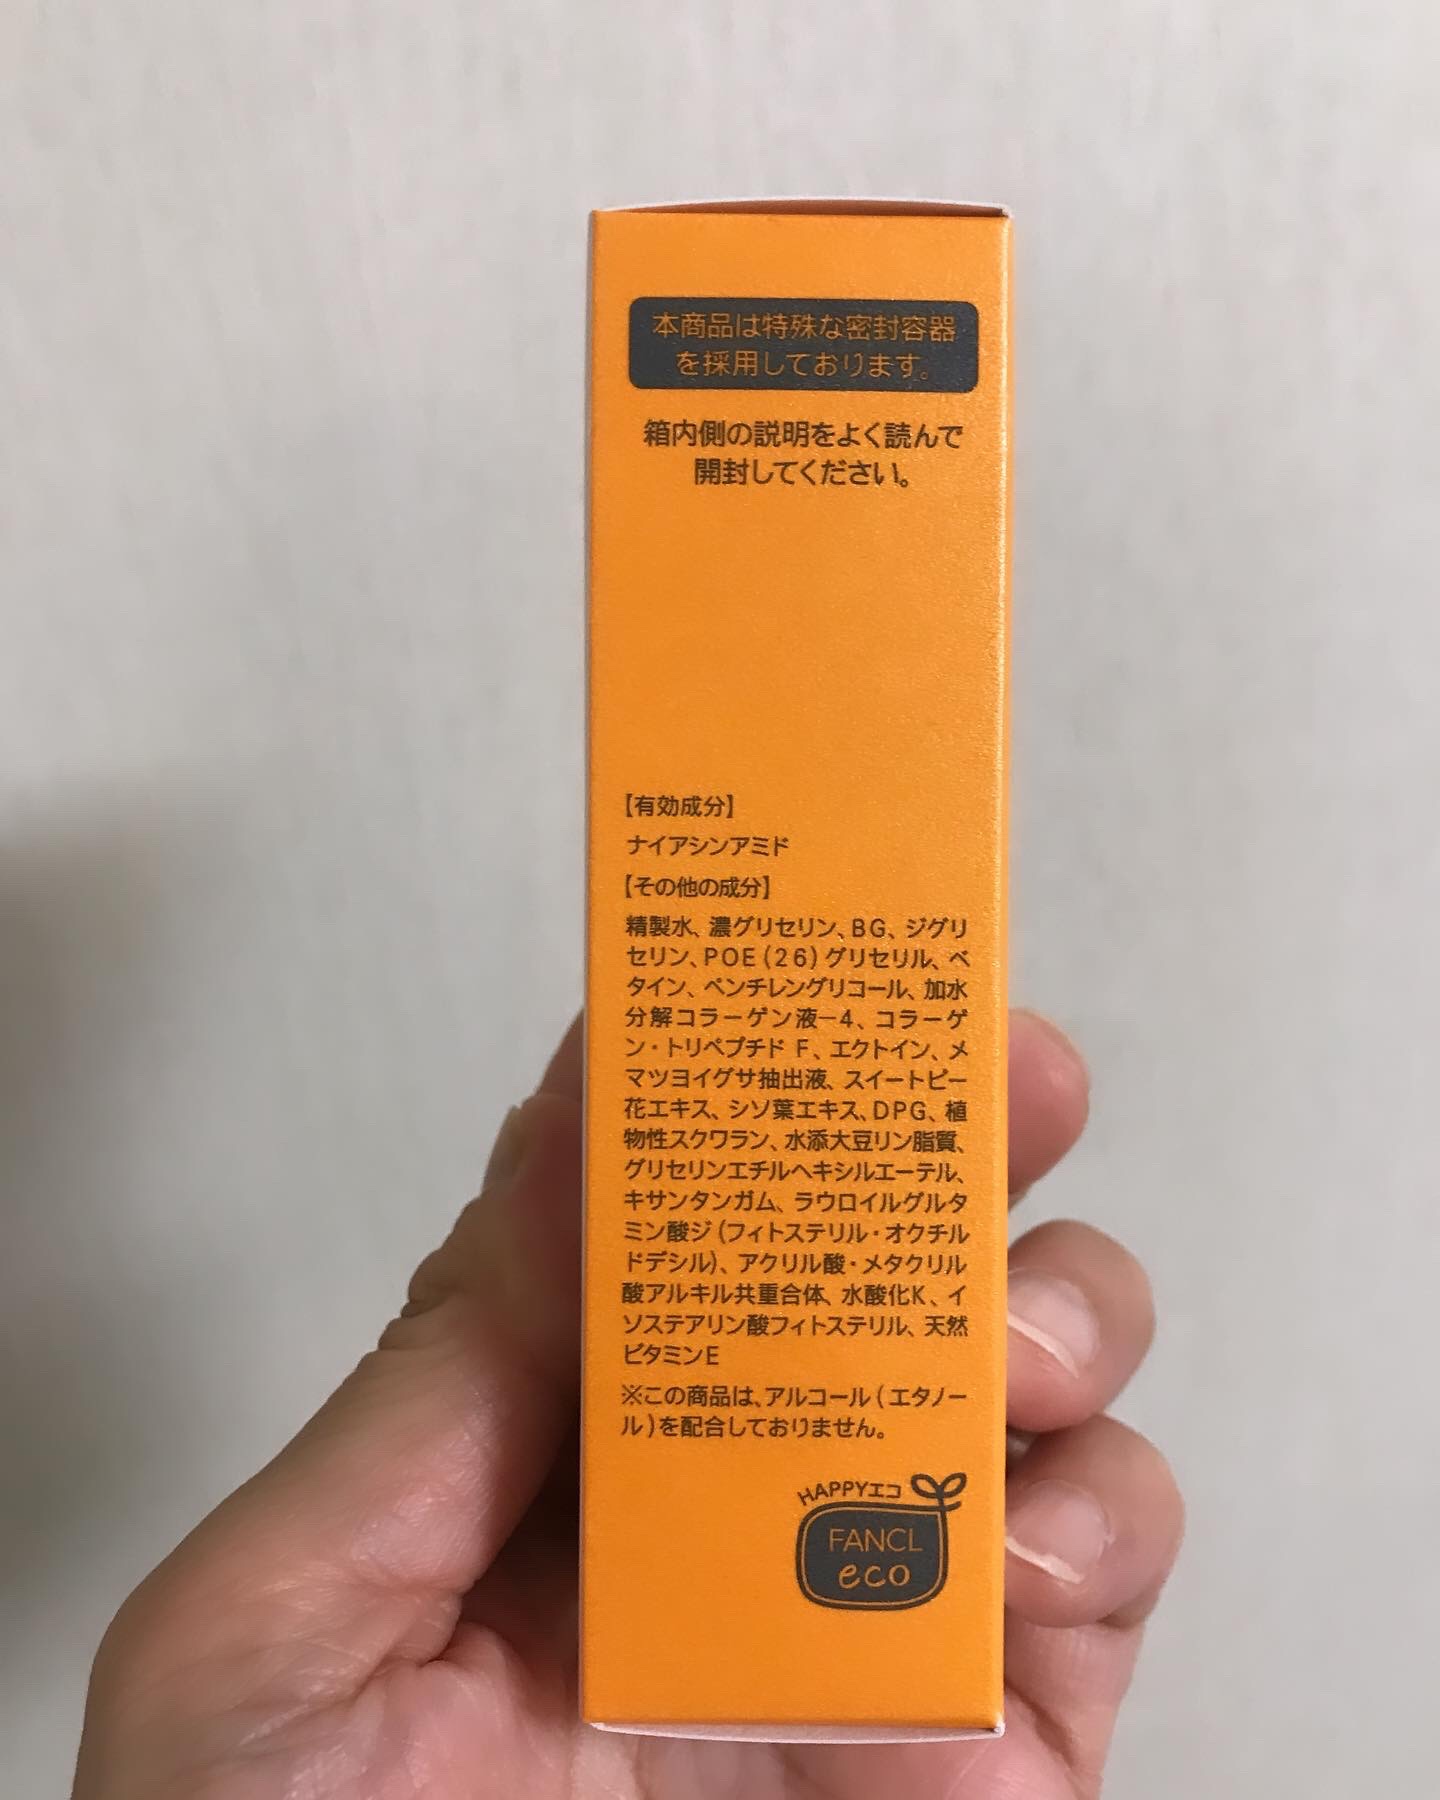 本商品は特殊な密封容器
を採用しております。
箱内側の説明をよく読んで
開封してください。
【有効成分】
ナイアシンアミド
【その他の成分】
精製水、濃グリセリン、BG、ジグリ
セリン、POE(26)グリセリル、ベ
タイン、ペンチレングリコール、加水
分解コラーゲン液−4、コラーゲ
ン・トリペプチド F、エクトイン、メ
マツヨイグサ抽出液、スイートピー
花エキス、シソ葉エキス、DPG、植
物性スクワラン、水添大豆リン脂質、
グリセリンエチルヘキシルエーテル、
キサンタンガム、ラウロイルグルタ
ミン酸ジ(フィトステリル・オクチル
ドデシル)、アクリル酸・メタクリル
酸アルキル共重合体、水酸化K、イ
ソステアリン酸フィトステリル、天然
ビタミンE
※この商品は、アルコール(エタノー
ル)を配合しておりません。
HAPPYエコ
FANCL
eco